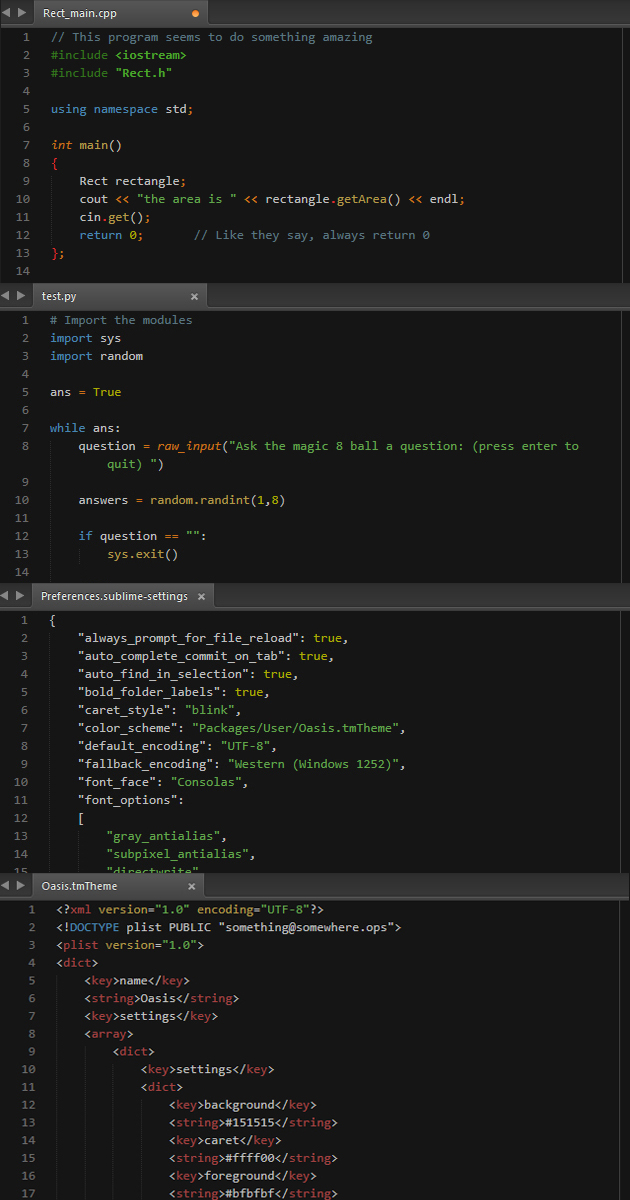 Rect_main.cpp
1 // This program seems to do something amazing
2 #include <iostream>
3 #include "Rect.h"
4
5 using namespace std;
6
7 int main()
8 {
9 Rect rectangle;
10 cout << "the area is " << rectangle.getArea() << endl;
11 cin.get();
12 return 0; // Like they say, always return 0
13 };
14
test.py ×
1 # Import the modules
2 import sys
3 import random
4
5 ans = True
6
7 while ans:
8 question = raw_input("Ask the magic 8 ball a question: (press enter to
quit) ")
9
10 answers = random.randint(1,8)
11
12 if question == "":
13 sys.exit()
14
Preferences.sublime-settings ×
1 {
2 "always_prompt_for_file_reload": true,
3 "auto_complete_commit_on_tab": true,
4 "auto_find_in_selection": true,
5 "bold_folder_labels": true,
6 "caret_style": "blink",
7 "color_scheme": "Packages/User/Oasis.tmTheme",
8 "default_encoding": "UTF-8",
9 "fallback_encoding": "Western (Windows 1252)",
10 "font_face": "Consolas",
11 "font_options":
12 [
13 "gray_antialias",
14 "subpixel_antialias",
15 "directwrite"
Oasis.tmTheme ×
1 <?xml version="1.0" encoding="UTF-8"?>
2 <!DOCTYPE plist PUBLIC "something@somewhere.ops">
3 <plist version="1.0">
4 <dict>
5 <key>name</key>
6 <string>Oasis</string>
7 <key>settings</key>
8 <array>
9 <dict>
10 <key>settings</key>
11 <dict>
12 <key>background</key>
13 <string>#151515</string>
14 <key>caret</key>
15 <string>#ffff00</string>
16 <key>foreground</key>
17 <string>#bfbfbf</string>